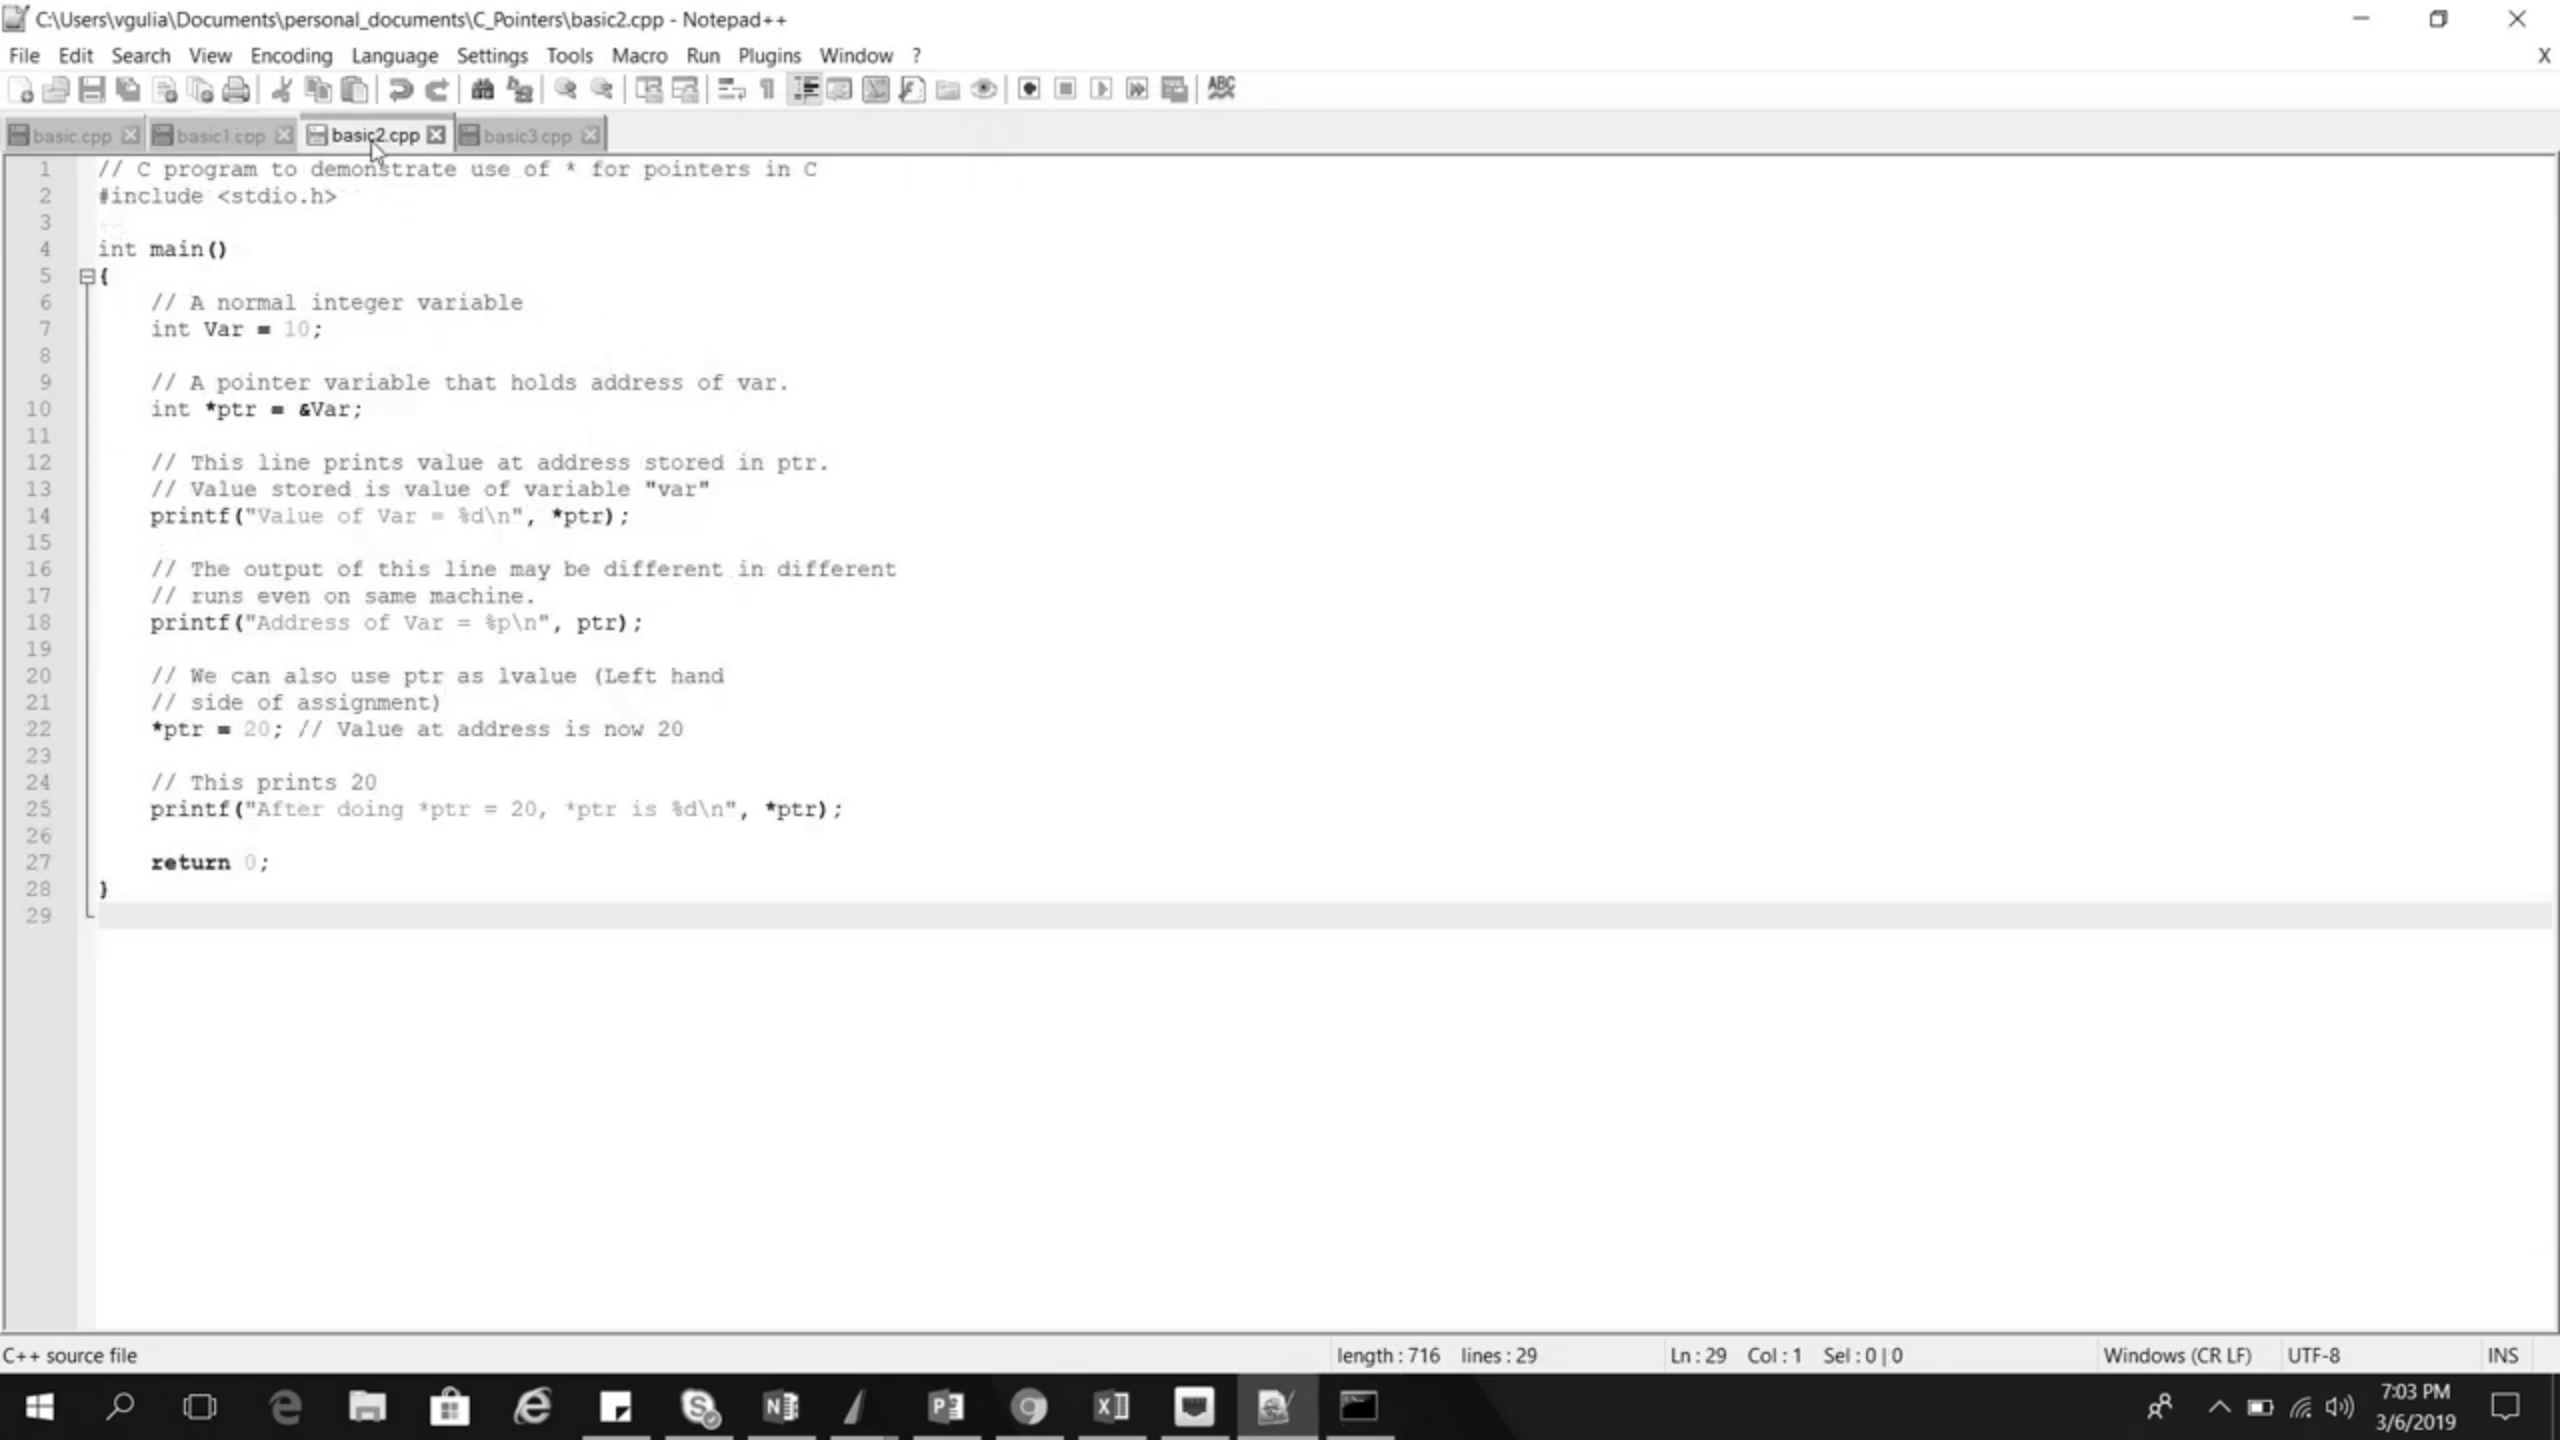 C:\Users\vgulia\Documents\personal_documents\C_Pointers\basic2.cpp - Notepad++
File Edit Search View Encoding Language Settings Tools Macro Run Plugins Window ? X
ABC
basic.cpp basic1.cpp basic2.cpp basic3.cpp
1 // C program to demonstrate use of * for pointers in C
2 #include <stdio.h>
3
4 int main()
5 {
6 // A normal integer variable
7 int Var = 10;
8
9 // A pointer variable that holds address of var.
10 int *ptr = &Var;
11
12 // This line prints value at address stored in ptr.
13 // Value stored is value of variable "var"
14 printf("Value of Var = %d\n", *ptr);
15
16 // The output of this line may be different in different
17 // runs even on same machine.
18 printf("Address of Var = %p\n", ptr);
19
20 // We can also use ptr as lvalue (Left hand
21 // side of assignment)
22 *ptr = 20; // Value at address is now 20
23
24 // This prints 20
25 printf("After doing *ptr = 20, *ptr is %d\n", *ptr);
26
27 return 0;
28 }
29
C++ source file length : 716 lines : 29 Ln : 29 Col : 1 Sel : 0 | 0 Windows (CR LF) UTF-8 INS
7:03 PM
3/6/2019